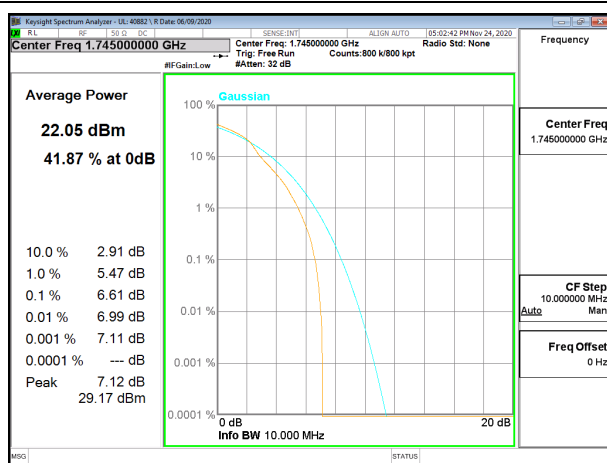 Keysight Spectrum Analyzer - UL: 40882 \ R Date: 06/09/2020
RL RF 50 Ω DC SENSE:INT ALIGN AUTO 05:02:42 PM Nov 24, 2020
Center Freq 1.745000000 GHz
Center Freq: 1.745000000 GHz Radio Std: None
Trig: Free Run Counts:800 k/800 kpt
#IFGain:Low #Atten: 32 dB
Frequency
Center Freq
1.745000000 GHz
CF Step
10.000000 MHz
Auto Man
Freq Offset
0 Hz
Average Power
22.05 dBm
41.87 % at 0dB
10.0 % 2.91 dB
1.0 % 5.47 dB
0.1 % 6.61 dB
0.01 % 6.99 dB
0.001 % 7.11 dB
0.0001 % --- dB
Peak 7.12 dB
29.17 dBm
Gaussian
100 %
10 %
1 %
0.1 %
0.01 %
0.001 %
0.0001 %
0 dB 20 dB
Info BW 10.000 MHz
MSG STATUS